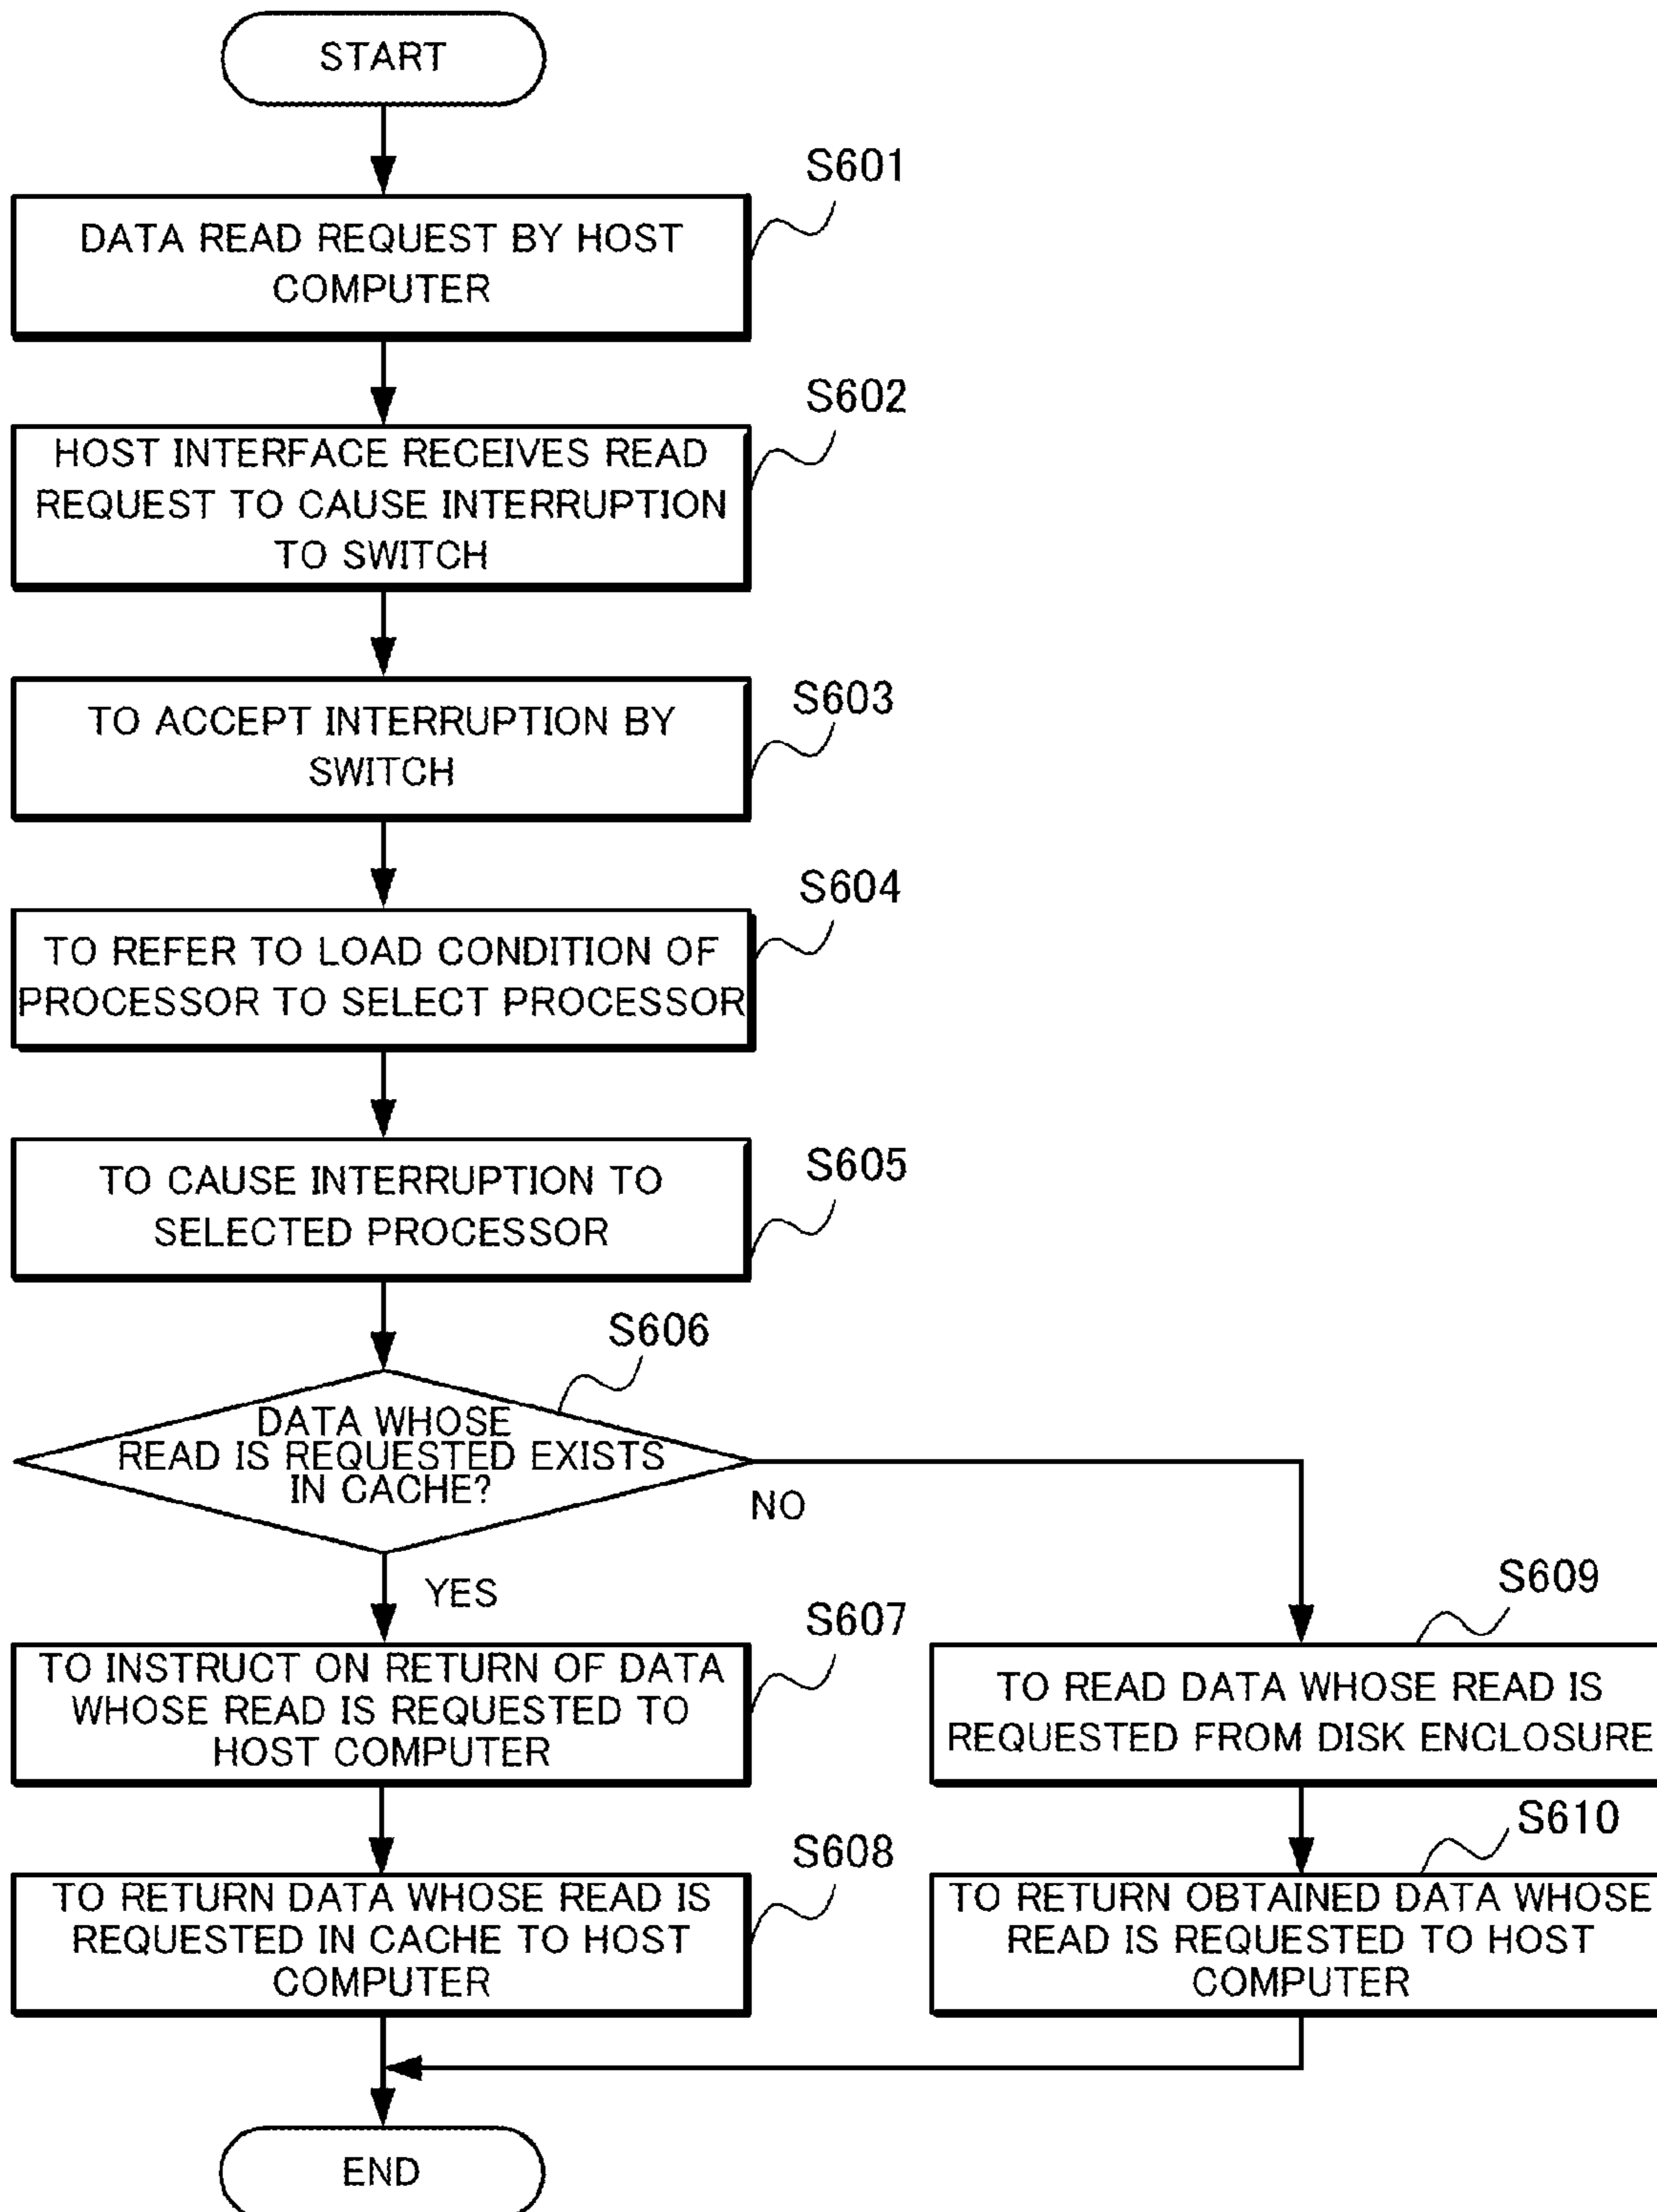 START
S601
DATA READ REQUEST BY HOST
COMPUTER
S602
HOST INTERFACE RECEIVES READ
REQUEST TO CAUSE INTERRUPTION
TO SWITCH
S603
TO ACCEPT INTERRUPTION BY
SWITCH
S604
TO REFER TO LOAD CONDITION OF
PROCESSOR TO SELECT PROCESSOR
S605
TO CAUSE INTERRUPTION TO
SELECTED PROCESSOR
S606
DATA WHOSE
READ IS REQUESTED EXISTS
IN CACHE?
NO
YES
S607
TO INSTRUCT ON RETURN OF DATA
WHOSE READ IS REQUESTED TO
HOST COMPUTER
S608
TO RETURN DATA WHOSE READ IS
REQUESTED IN CACHE TO HOST
COMPUTER
S609
TO READ DATA WHOSE READ IS
REQUESTED FROM DISK ENCLOSURE
S610
TO RETURN OBTAINED DATA WHOSE
READ IS REQUESTED TO HOST
COMPUTER
END